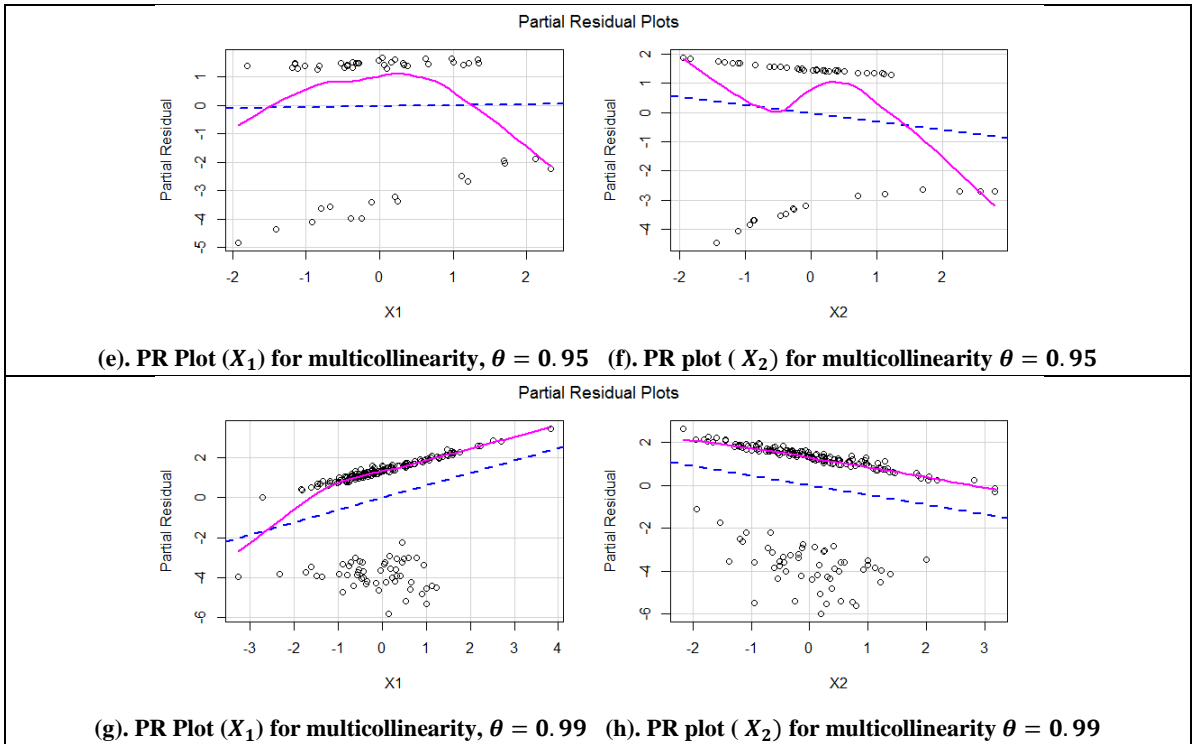 Partial Residual Plots
Partial Residual
1
0
-1
-2
-3
-4
-5
-2 -1 0 1 2
X1
Partial Residual
2
1
0
-1
-2
-3
-4
-2 -1 0 1 2
X2
(e). PR Plot (X₁) for multicollinearity, θ = 0.95 (f). PR plot ( X₂) for multicollinearity θ = 0.95
Partial Residual Plots
Partial Residual
2
0
-2
-4
-6
-3 -2 -1 0 1 2 3 4
X1
Partial Residual
2
0
-2
-4
-6
-2 -1 0 1 2 3
X2
(g). PR Plot (X₁) for multicollinearity, θ = 0.99 (h). PR plot ( X₂) for multicollinearity θ = 0.99